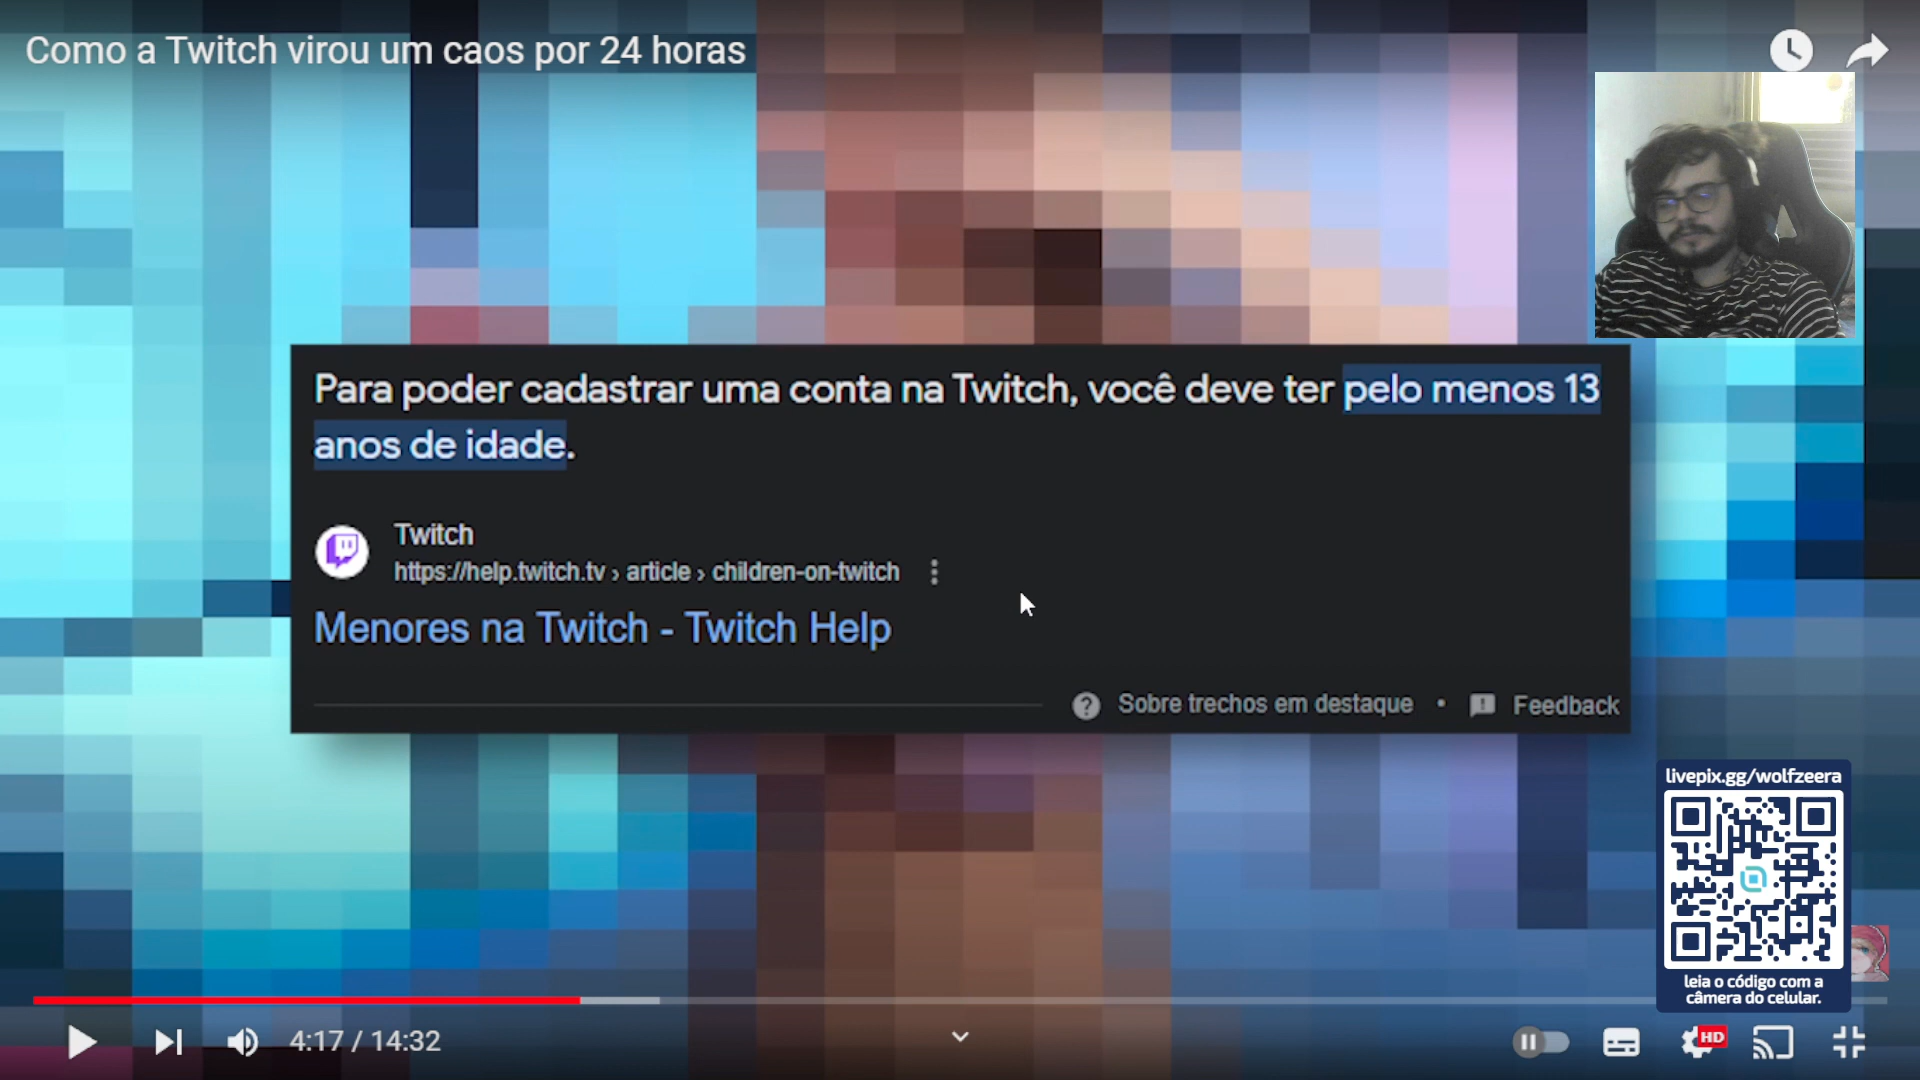 Como a Twitch virou um caos por 24 horas
Para poder cadastrar uma conta na Twitch, você deve ter pelo menos 13
anos de idade.
Twitch
https://help.twitch.tv › article › children-on-twitch
Menores na Twitch - Twitch Help
Sobre trechos em destaque • Feedback
livepix.gg/wolfzeera
leia o código com a
câmera do celular.
4:17 / 14:32
HD